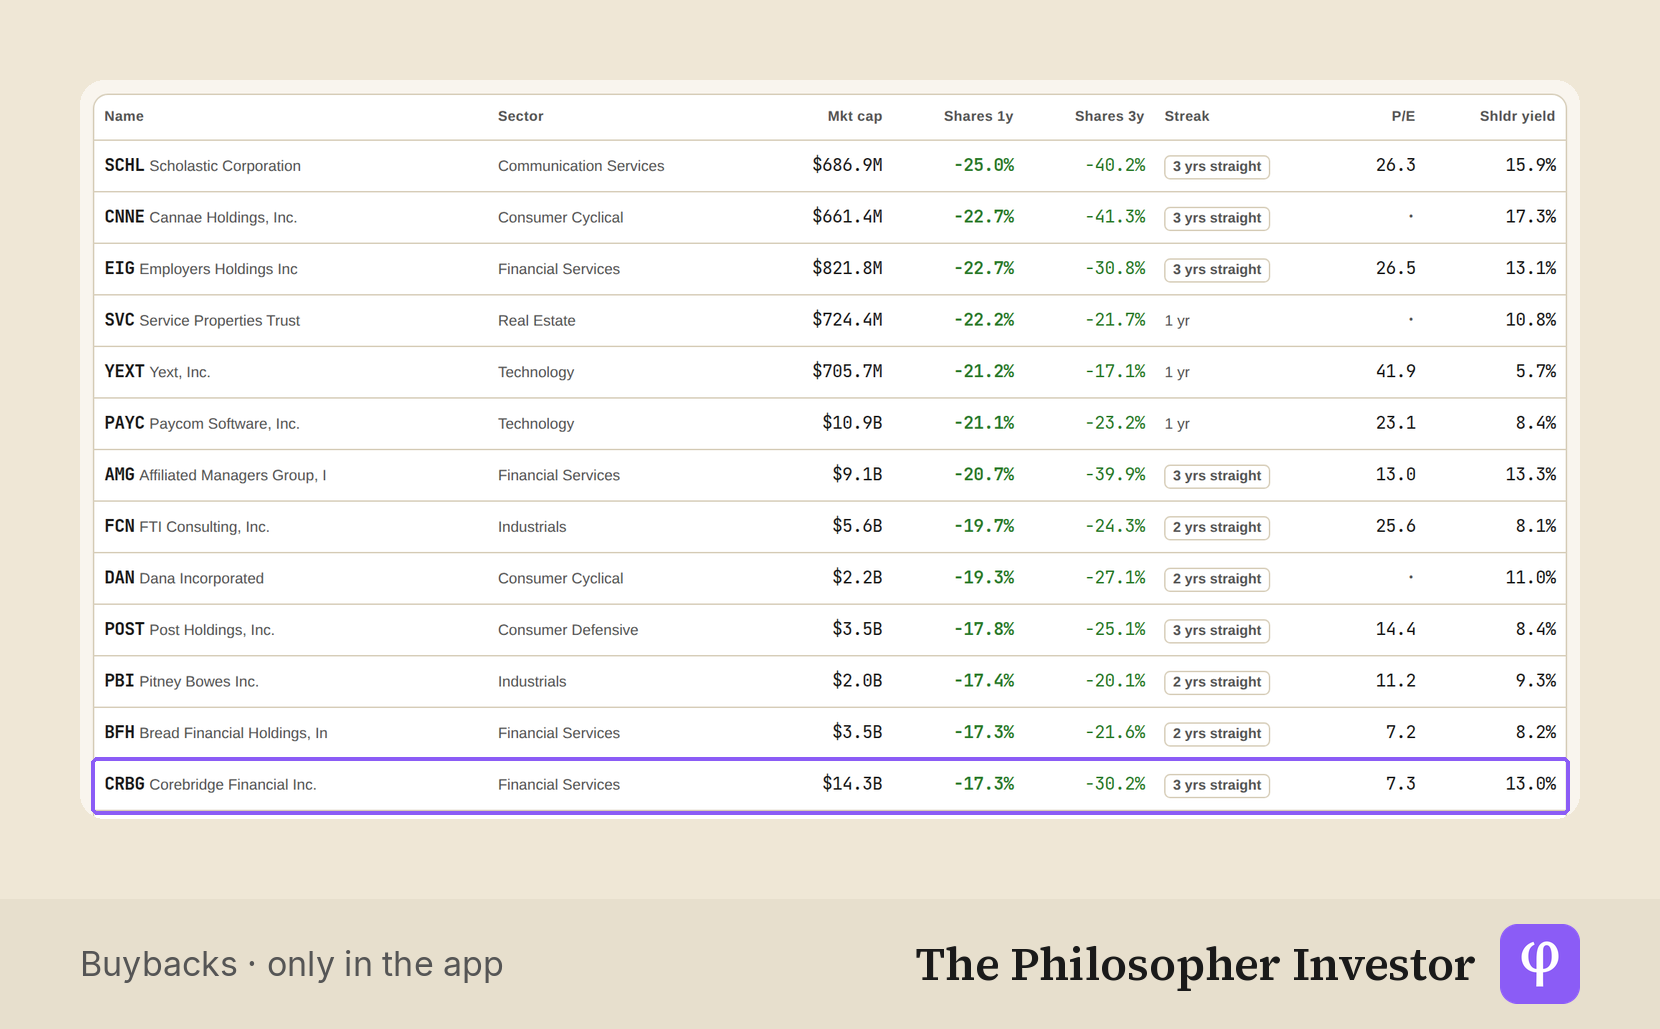 Name Sector Mkt cap Shares 1y Shares 3y Streak P/E Shldr yield
SCHL Scholastic Corporation Communication Services $686.9M -25.0% -40.2% 3 yrs straight 26.3 15.9%
CNNE Cannae Holdings, Inc. Consumer Cyclical $661.4M -22.7% -41.3% 3 yrs straight · 17.3%
EIG Employers Holdings Inc Financial Services $821.8M -22.7% -30.8% 3 yrs straight 26.5 13.1%
SVC Service Properties Trust Real Estate $724.4M -22.2% -21.7% 1 yr · 10.8%
YEXT Yext, Inc. Technology $705.7M -21.2% -17.1% 1 yr 41.9 5.7%
PAYC Paycom Software, Inc. Technology $10.9B -21.1% -23.2% 1 yr 23.1 8.4%
AMG Affiliated Managers Group, I Financial Services $9.1B -20.7% -39.9% 3 yrs straight 13.0 13.3%
FCN FTI Consulting, Inc. Industrials $5.6B -19.7% -24.3% 2 yrs straight 25.6 8.1%
DAN Dana Incorporated Consumer Cyclical $2.2B -19.3% -27.1% 2 yrs straight · 11.0%
POST Post Holdings, Inc. Consumer Defensive $3.5B -17.8% -25.1% 3 yrs straight 14.4 8.4%
PBI Pitney Bowes Inc. Industrials $2.0B -17.4% -20.1% 2 yrs straight 11.2 9.3%
BFH Bread Financial Holdings, In Financial Services $3.5B -17.3% -21.6% 2 yrs straight 7.2 8.2%
CRBG Corebridge Financial Inc. Financial Services $14.3B -17.3% -30.2% 3 yrs straight 7.3 13.0%
Buybacks · only in the app
The Philosopher Investor φ